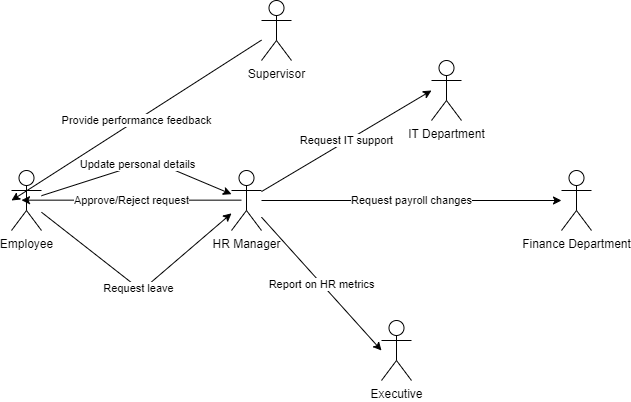 Supervisor
IT Department
Provide performance feedback
Request IT support
Update personal details
Approve/Reject request
Request payroll changes
Employee
HR Manager
Finance Department
Request leave
Report on HR metrics
Executive